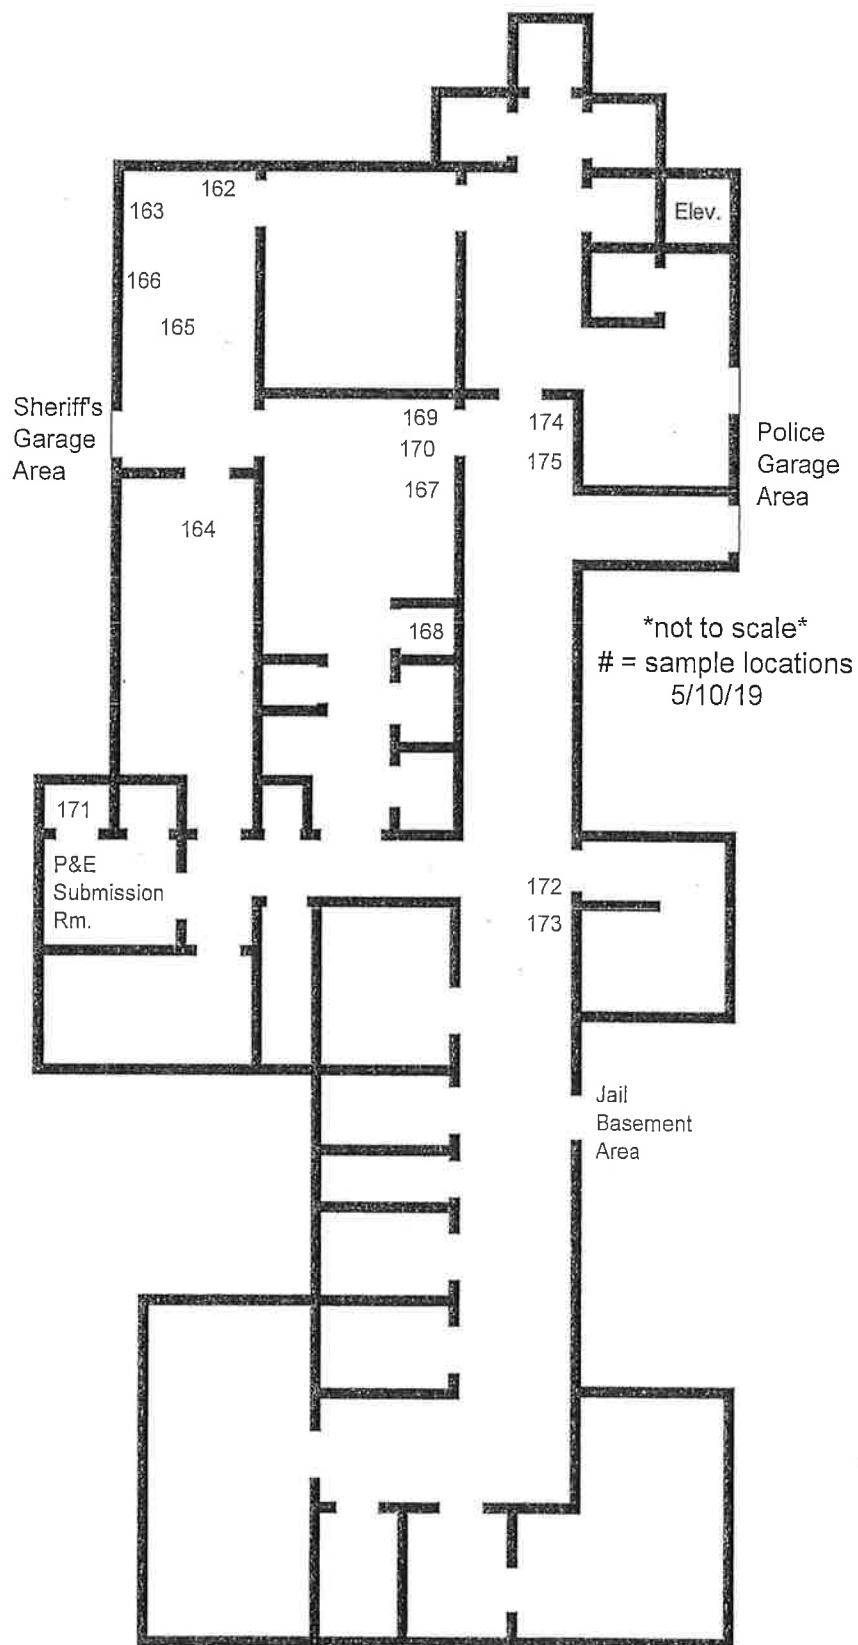 162
163
Elev.
166
165
Sheriff's
Garage
Area
169
174
170
175
167
Police
Garage
Area
164
*not to scale*
# = sample locations
5/10/19
168
171
P&E
Submission
Rm.
172
173
Jail
Basement
Area